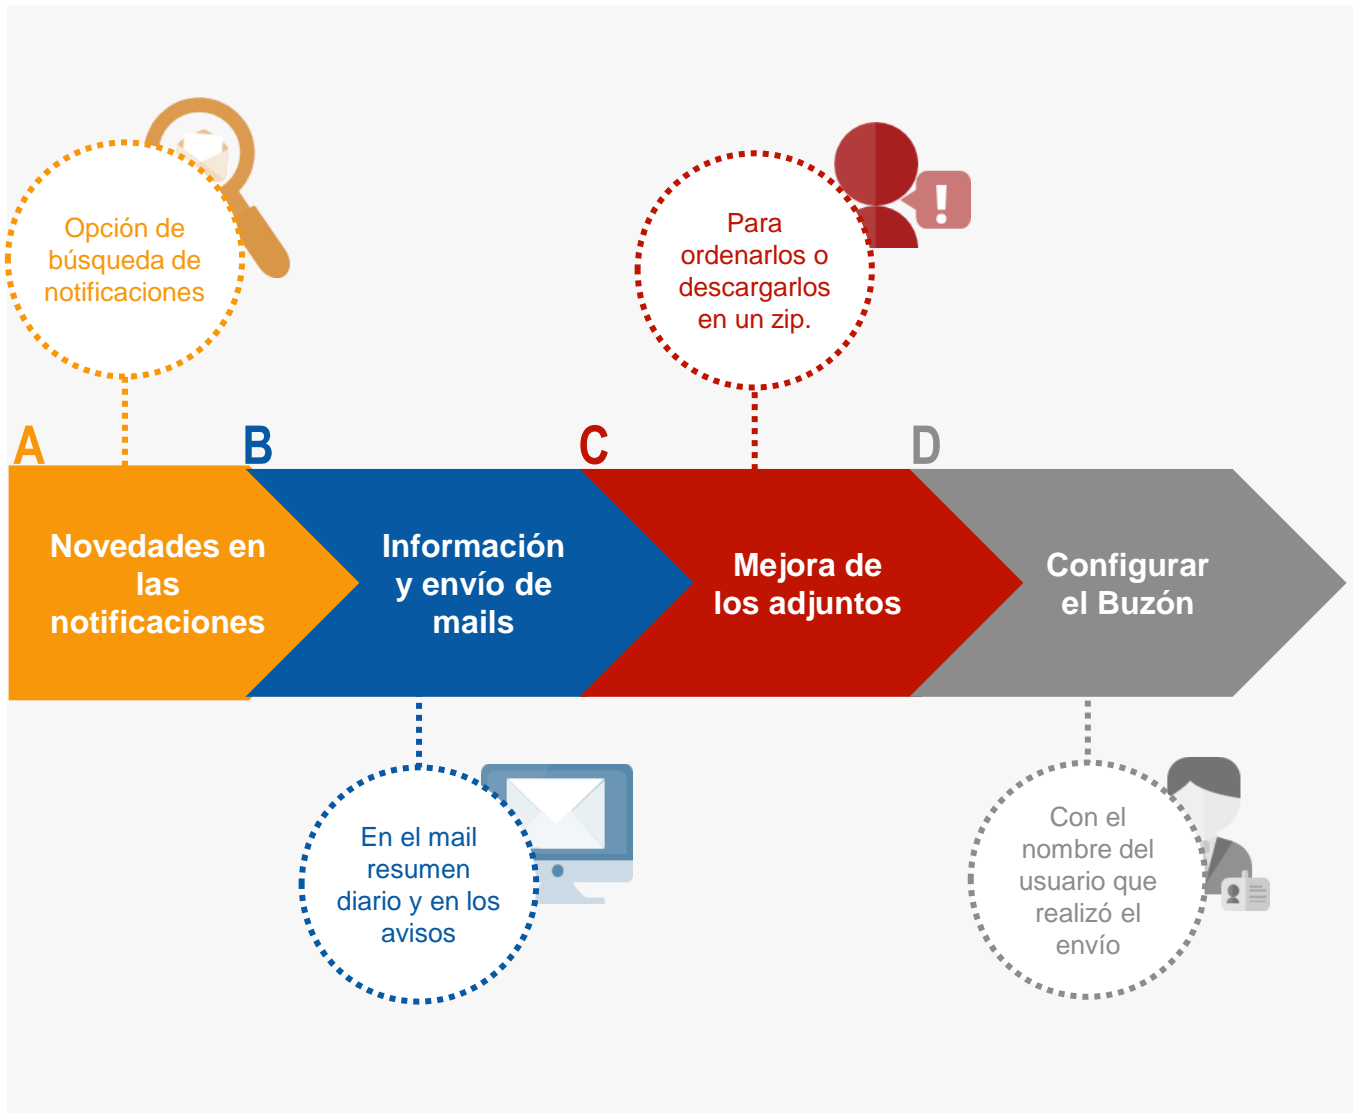 Opción de
búsqueda de
notificaciones
Para
ordenarlos o
descargarlos
en un zip.
A
B
C
D
Novedades en
las
notificaciones
Información
y envío de
mails
Mejora de
los adjuntos
Configurar
el Buzón
En el mail
resumen
diario y en los
avisos
Con el
nombre del
usuario que
realizó el
envío
!